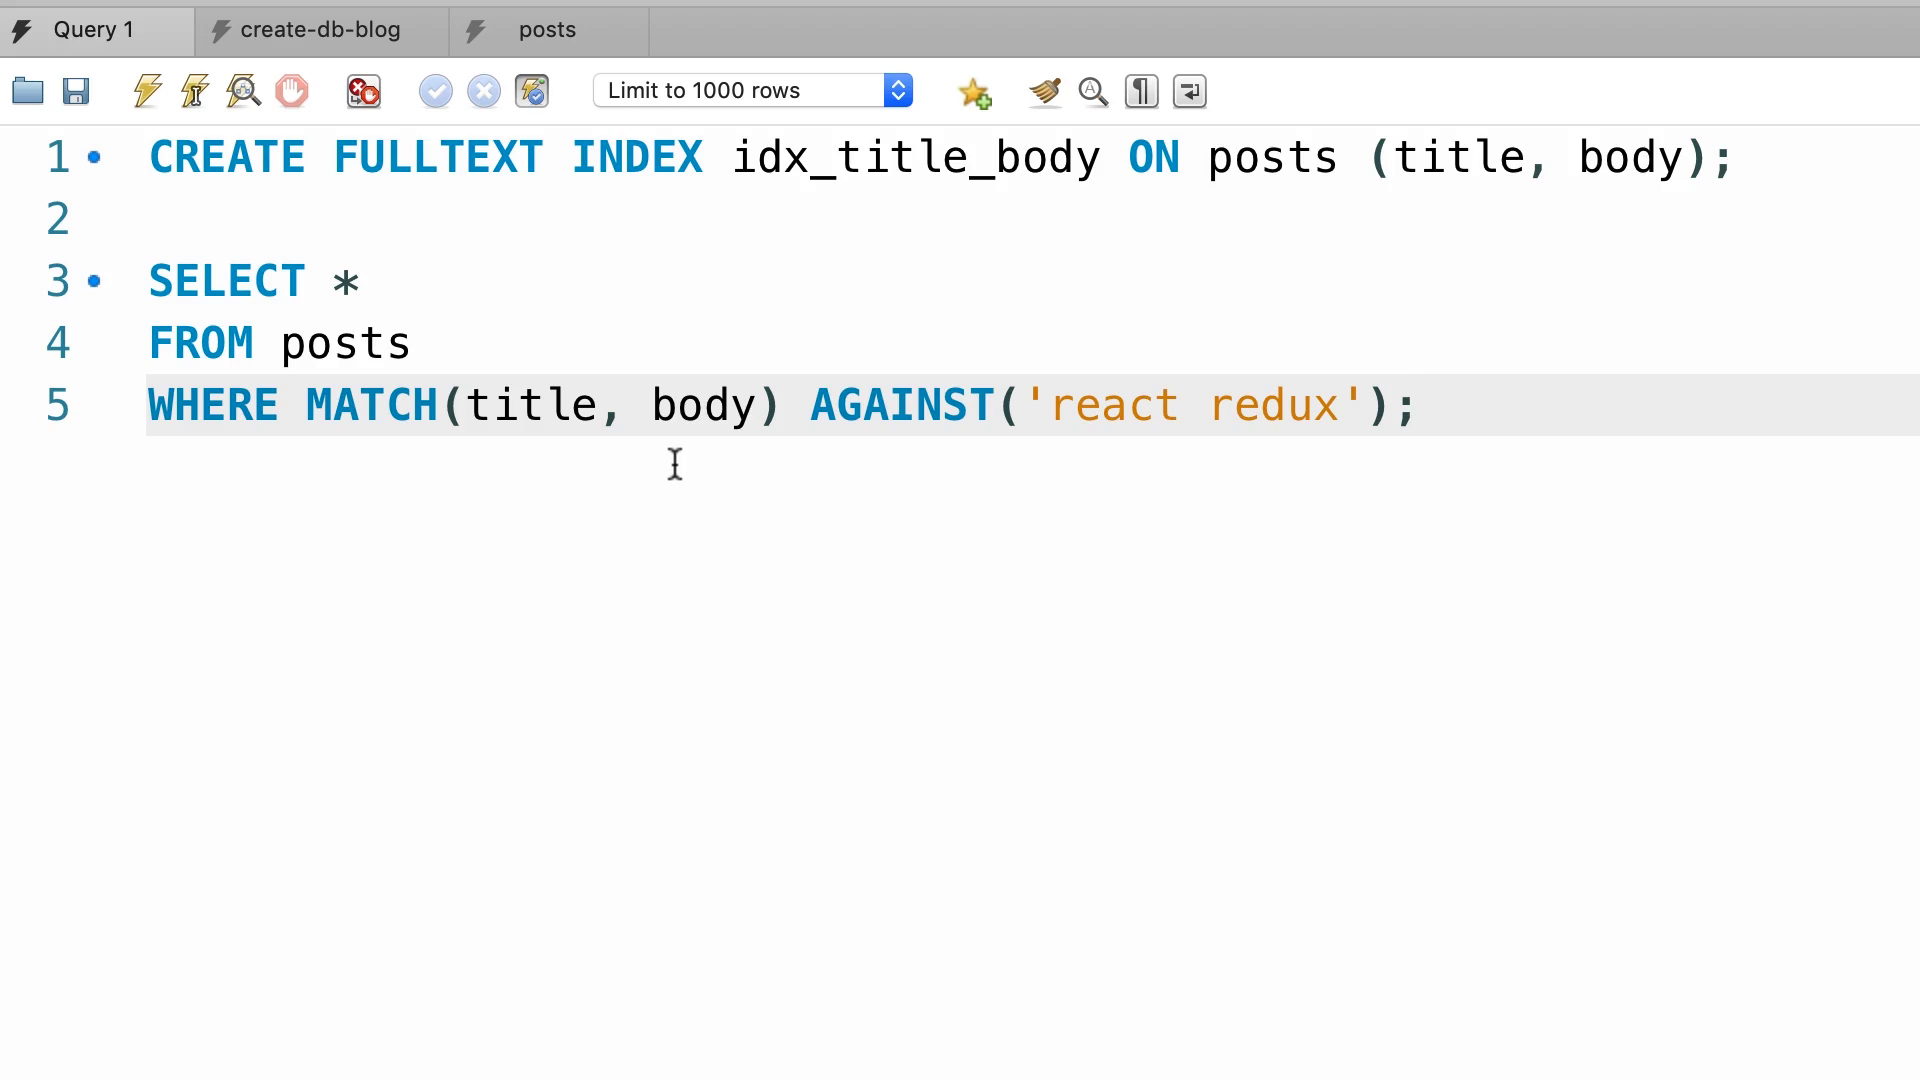 Query 1 create-db-blog posts
Limit to 1000 rows
1 CREATE FULLTEXT INDEX idx_title_body ON posts (title, body);
2
3 SELECT *
4 FROM posts
5 WHERE MATCH(title, body) AGAINST('react redux');